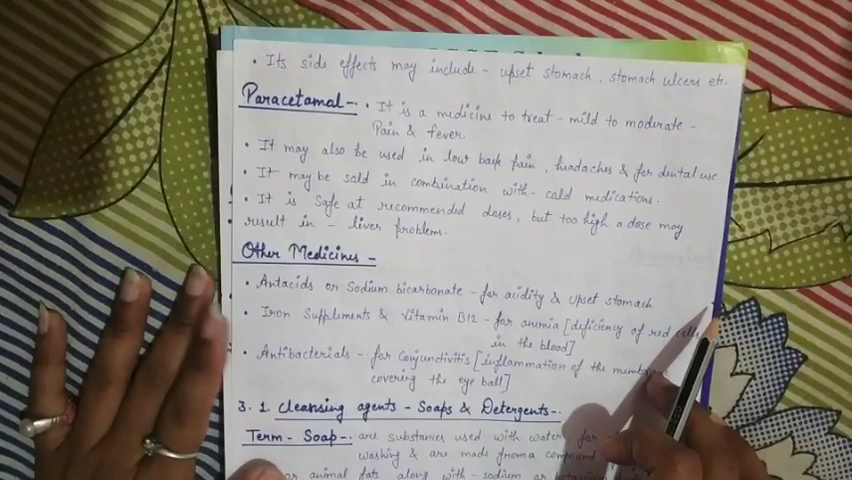 • Its side effects may include - upset stomach, stomach ulcers etc.
Paracetamol - • It is a medicine to treat - mild to moderate -
Pain & fever.
• It may also be used in low back pain, headaches & for dental use
• It may be sold in combination with - cold medications.
• It is safe at recommended doses, but too high a dose may
result in - liver problems.
Other Medicines -
• Antacids or Sodium bicarbonate - for acidity & upset stomach
• Iron Supplements & Vitamin B12 - for anemia [deficiency of red cells
in the blood]
• Antibacterials - for Conjunctivitis [inflammation of the membrane
covering the eye ball]
3. 1. Cleansing agents - Soaps & Detergents -.
Term - Soap -. are substances used with water, for -
washing & are made from a compound
or animal fats along with - sodium or